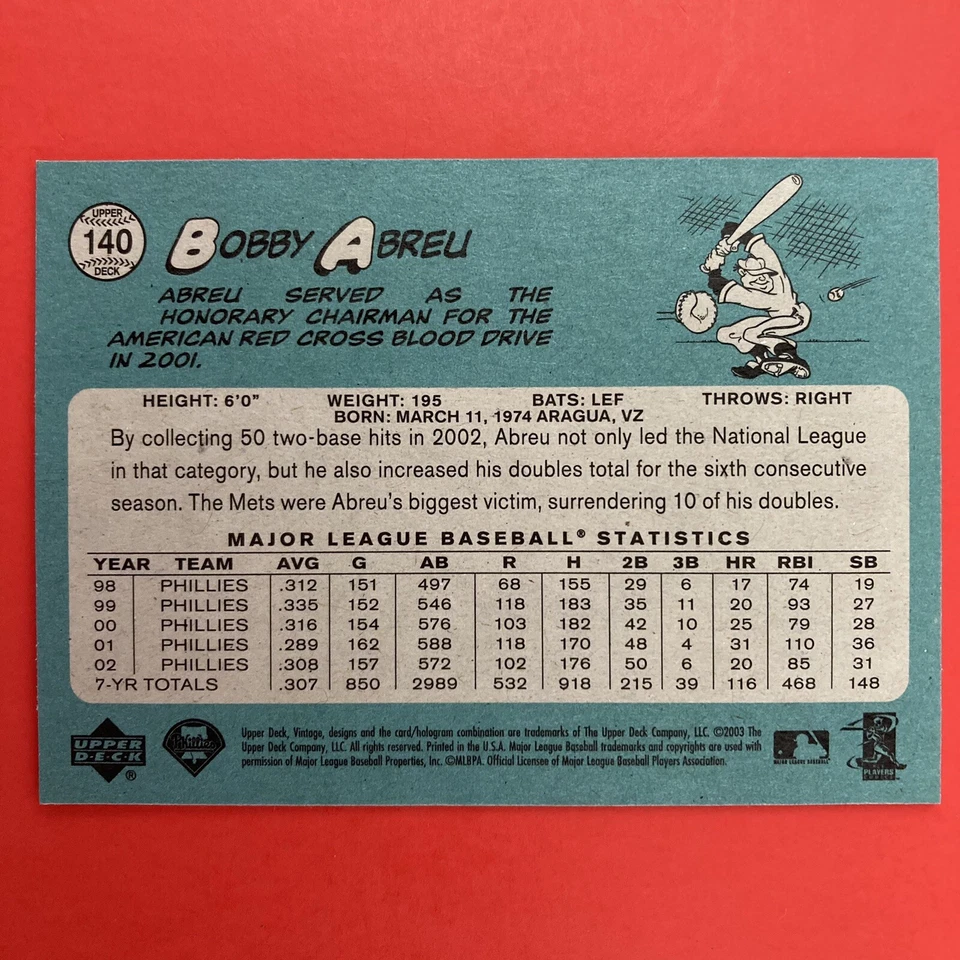 UPPER
140
DECK
BOBBY ABREU
ABREU SERVED AS THE
HONORARY CHAIRMAN FOR THE
AMERICAN RED CROSS BLOOD DRIVE
IN 2001.
HEIGHT: 6'0" WEIGHT: 195 BATS: LEF THROWS: RIGHT
BORN: MARCH 11, 1974 ARAGUA, VZ
By collecting 50 two-base hits in 2002, Abreu not only led the National League
in that category, but he also increased his doubles total for the sixth consecutive
season. The Mets were Abreu's biggest victim, surrendering 10 of his doubles.
MAJOR LEAGUE BASEBALL® STATISTICS
YEAR TEAM AVG G AB R H 2B 3B HR RBI SB
98 PHILLIES .312 151 497 68 155 29 6 17 74 19
99 PHILLIES .335 152 546 118 183 35 11 20 93 27
00 PHILLIES .316 154 576 103 182 42 10 25 79 28
01 PHILLIES .289 162 588 118 170 48 4 31 110 36
02 PHILLIES .308 157 572 102 176 50 6 20 85 31
7-YR TOTALS .307 850 2989 532 918 215 39 116 468 148
UPPER
D·E·C·K
®
Phillies
Upper Deck, Vintage, designs and the card/hologram combination are trademarks of The Upper Deck Company, LLC. ©2003 The
Upper Deck Company, LLC. All rights reserved. Printed in the U.S.A. Major League Baseball trademarks and copyrights are used with
permission of Major League Baseball Properties, Inc. ©MLBPA. Official Licensee of Major League Baseball Players Association.
MAJOR LEAGUE BASEBALL
PLAYERS